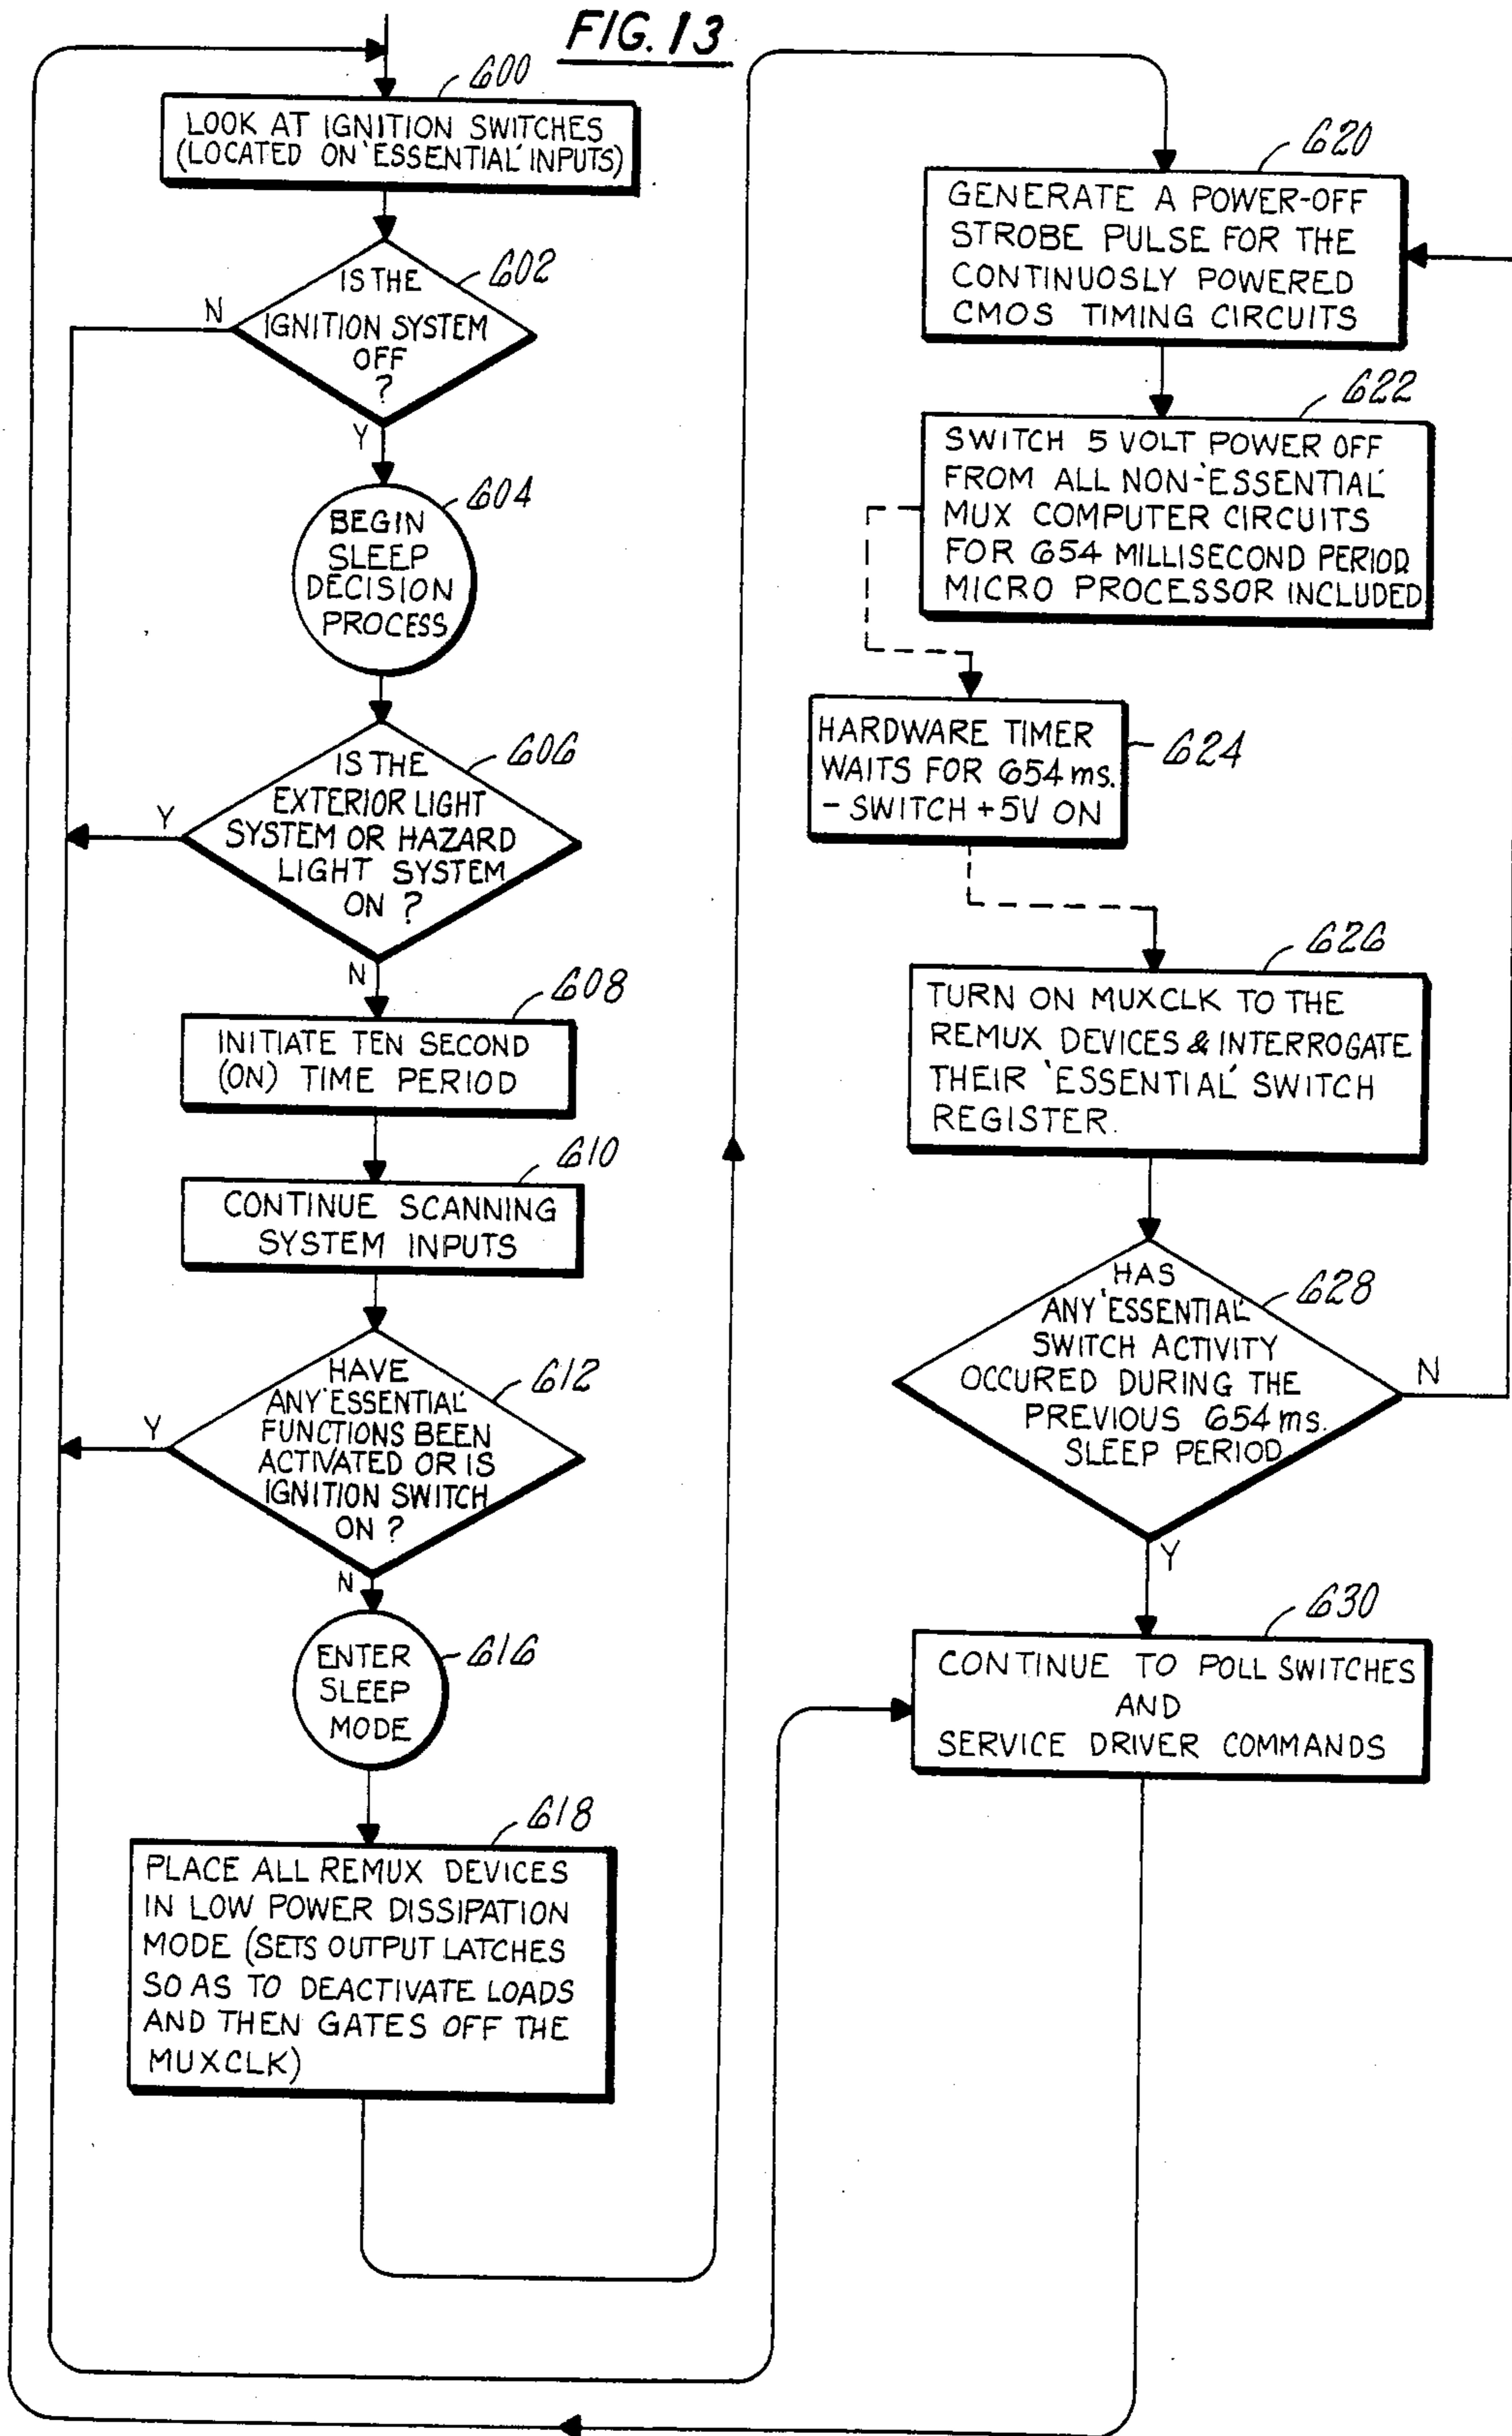 FIG. 13
600
LOOK AT IGNITION SWITCHES
(LOCATED ON 'ESSENTIAL' INPUTS)
602
IS THE
IGNITION SYSTEM
OFF
?
N
Y
604
BEGIN
SLEEP
DECISION
PROCESS
606
IS THE
EXTERIOR LIGHT
SYSTEM OR HAZARD
LIGHT SYSTEM
ON ?
Y
N
608
INITIATE TEN SECOND
(ON) TIME PERIOD
610
CONTINUE SCANNING
SYSTEM INPUTS
612
HAVE
ANY 'ESSENTIAL'
FUNCTIONS BEEN
ACTIVATED OR IS
IGNITION SWITCH
ON ?
Y
N
616
ENTER
SLEEP
MODE
618
PLACE ALL REMUX DEVICES
IN LOW POWER DISSIPATION
MODE (SETS OUTPUT LATCHES
SO AS TO DEACTIVATE LOADS
AND THEN GATES OFF THE
MUXCLK)
620
GENERATE A POWER-OFF
STROBE PULSE FOR THE
CONTINUOSLY POWERED
CMOS TIMING CIRCUITS
622
SWITCH 5 VOLT POWER OFF
FROM ALL NON-'ESSENTIAL'
MUX COMPUTER CIRCUITS
FOR 654 MILLISECOND PERIOD
MICRO PROCESSOR INCLUDED
624
HARDWARE TIMER
WAITS FOR 654 ms.
- SWITCH +5V ON
626
TURN ON MUXCLK TO THE
REMUX DEVICES & INTERROGATE
THEIR 'ESSENTIAL' SWITCH
REGISTER.
628
HAS
ANY 'ESSENTIAL'
SWITCH ACTIVITY
OCCURED DURING THE
PREVIOUS 654 ms.
SLEEP PERIOD
N
Y
630
CONTINUE TO POLL SWITCHES
AND
SERVICE DRIVER COMMANDS